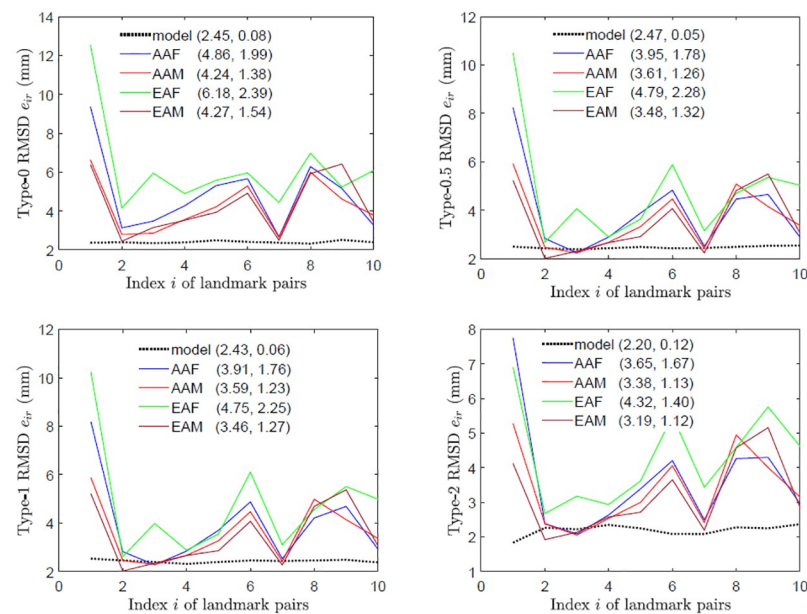 14
12
10
8
6
4
2
0 2 4 6 8 10
Type-0 RMSD e_ir (mm)
Index i of landmark pairs
model (2.45, 0.08)
AAF (4.86, 1.99)
AAM (4.24, 1.38)
EAF (6.18, 2.39)
EAM (4.27, 1.54)
12
10
8
6
4
2
0 2 4 6 8 10
Type-0.5 RMSD e_ir (mm)
Index i of landmark pairs
model (2.47, 0.05)
AAF (3.95, 1.78)
AAM (3.61, 1.26)
EAF (4.79, 2.28)
EAM (3.48, 1.32)
12
10
8
6
4
2
0 2 4 6 8 10
Type-1 RMSD e_ir (mm)
Index i of landmark pairs
model (2.43, 0.06)
AAF (3.91, 1.76)
AAM (3.59, 1.23)
EAF (4.75, 2.25)
EAM (3.46, 1.27)
8
7
6
5
4
3
2
1
0 2 4 6 8 10
Type-2 RMSD e_ir (mm)
Index i of landmark pairs
model (2.20, 0.12)
AAF (3.65, 1.67)
AAM (3.38, 1.13)
EAF (4.32, 1.40)
EAM (3.19, 1.12)